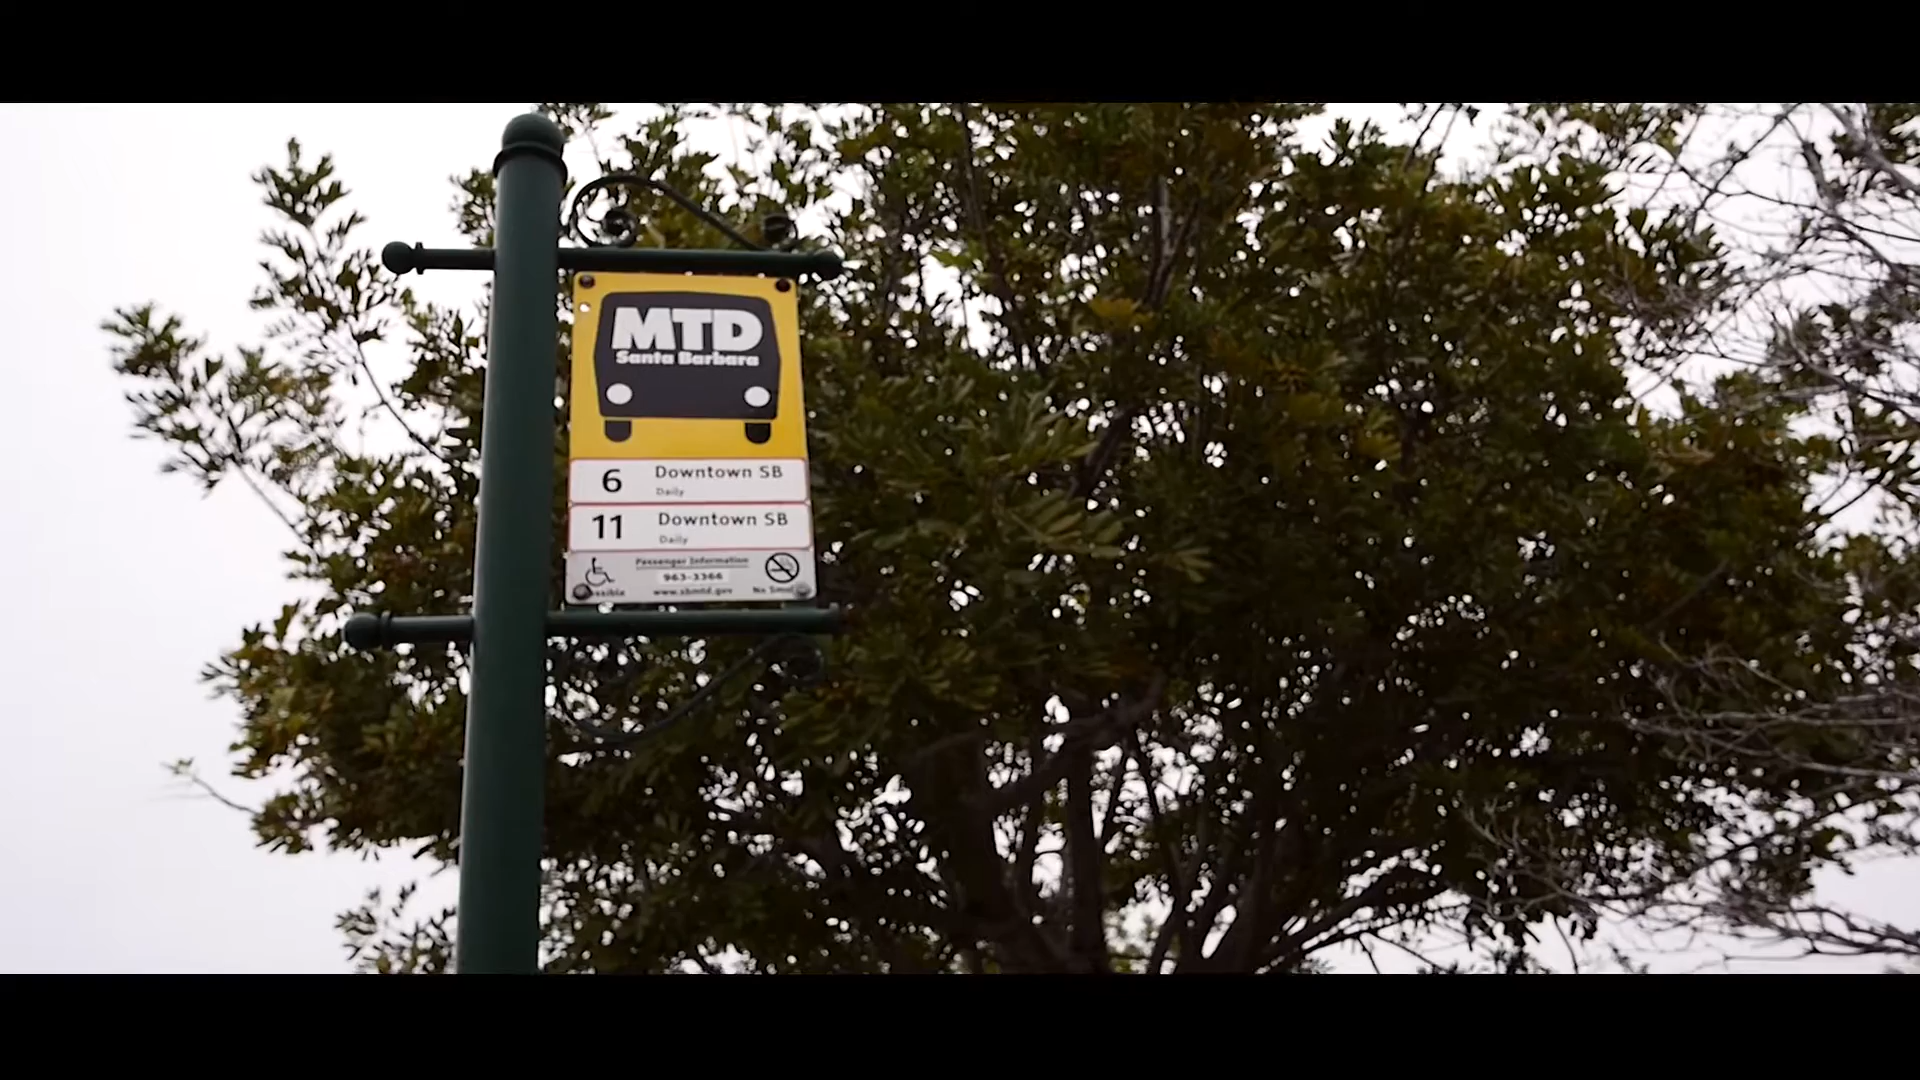 MTD
Santa Barbara
6 Downtown SB
Daily
11 Downtown SB
Daily
Passenger Information
963-3366
www.sbmtd.gov
No